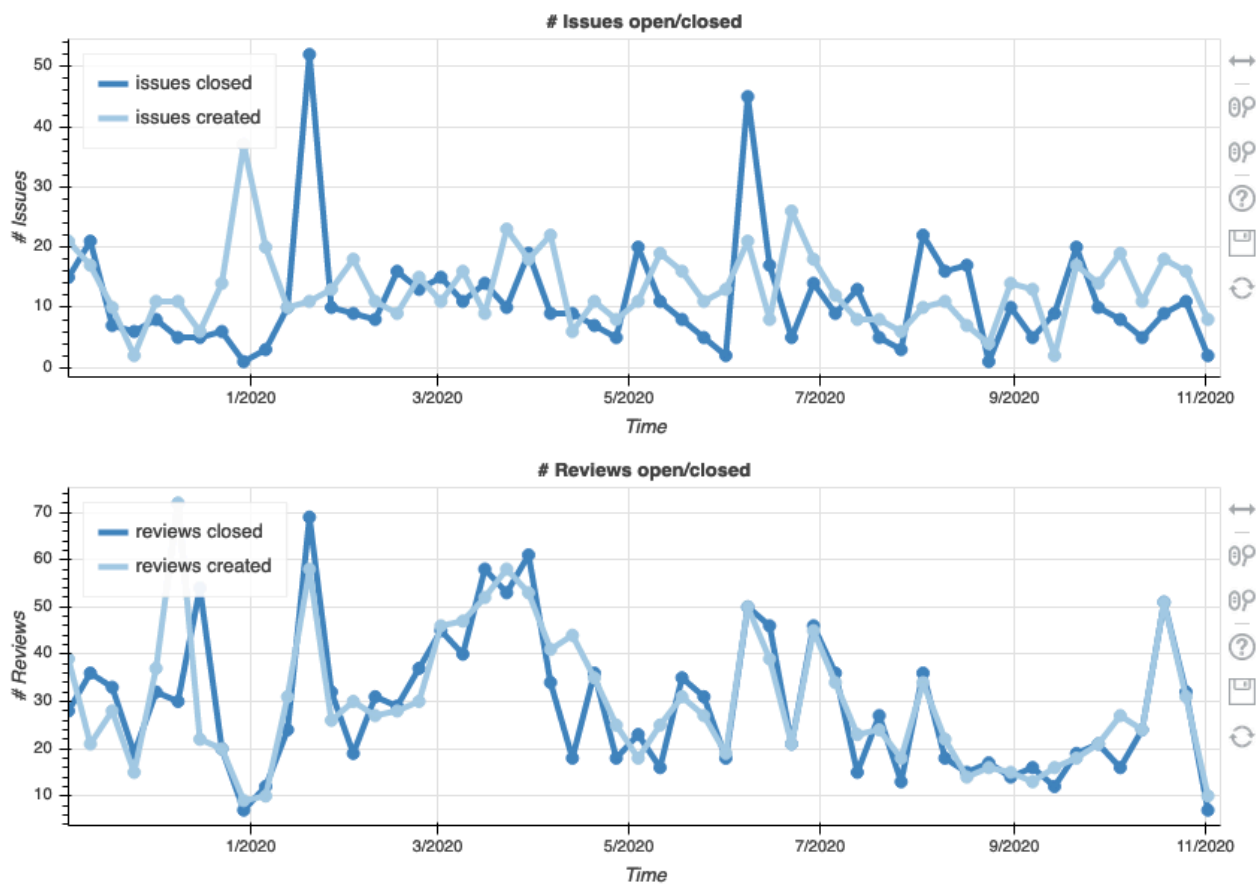 # Issues open/closed
issues closed
issues created
50
40
30
20
10
0
# Issues
1/2020
3/2020
5/2020
7/2020
9/2020
11/2020
Time
# Reviews open/closed
reviews closed
reviews created
70
60
50
40
30
20
10
# Reviews
1/2020
3/2020
5/2020
7/2020
9/2020
11/2020
Time